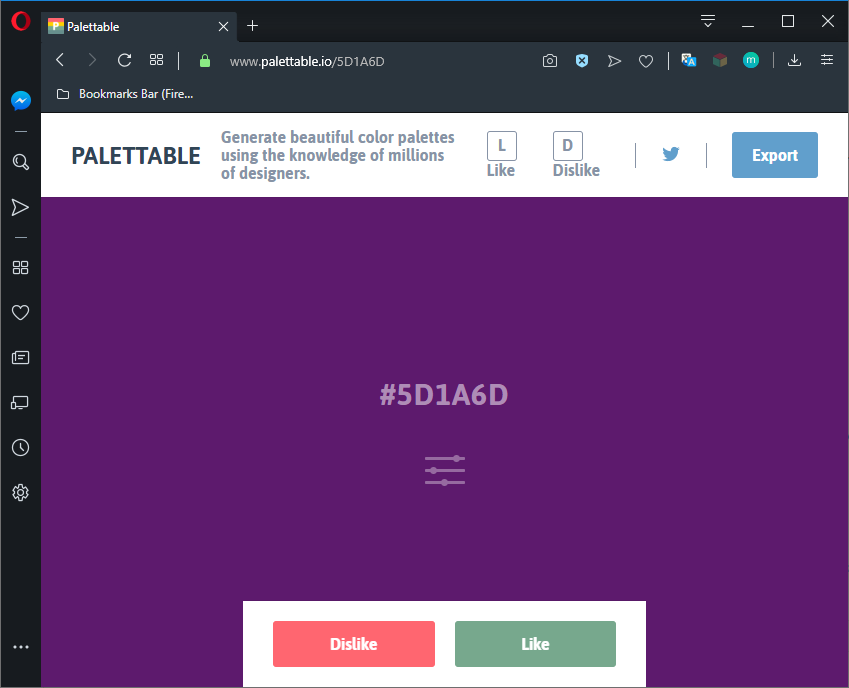 Palettable
www.palettable.io/5D1A6D
Bookmarks Bar (Fire...
PALETTABLE
Generate beautiful color palettes
using the knowledge of millions
of designers.
L
Like
D
Dislike
Export
#5D1A6D
Dislike
Like